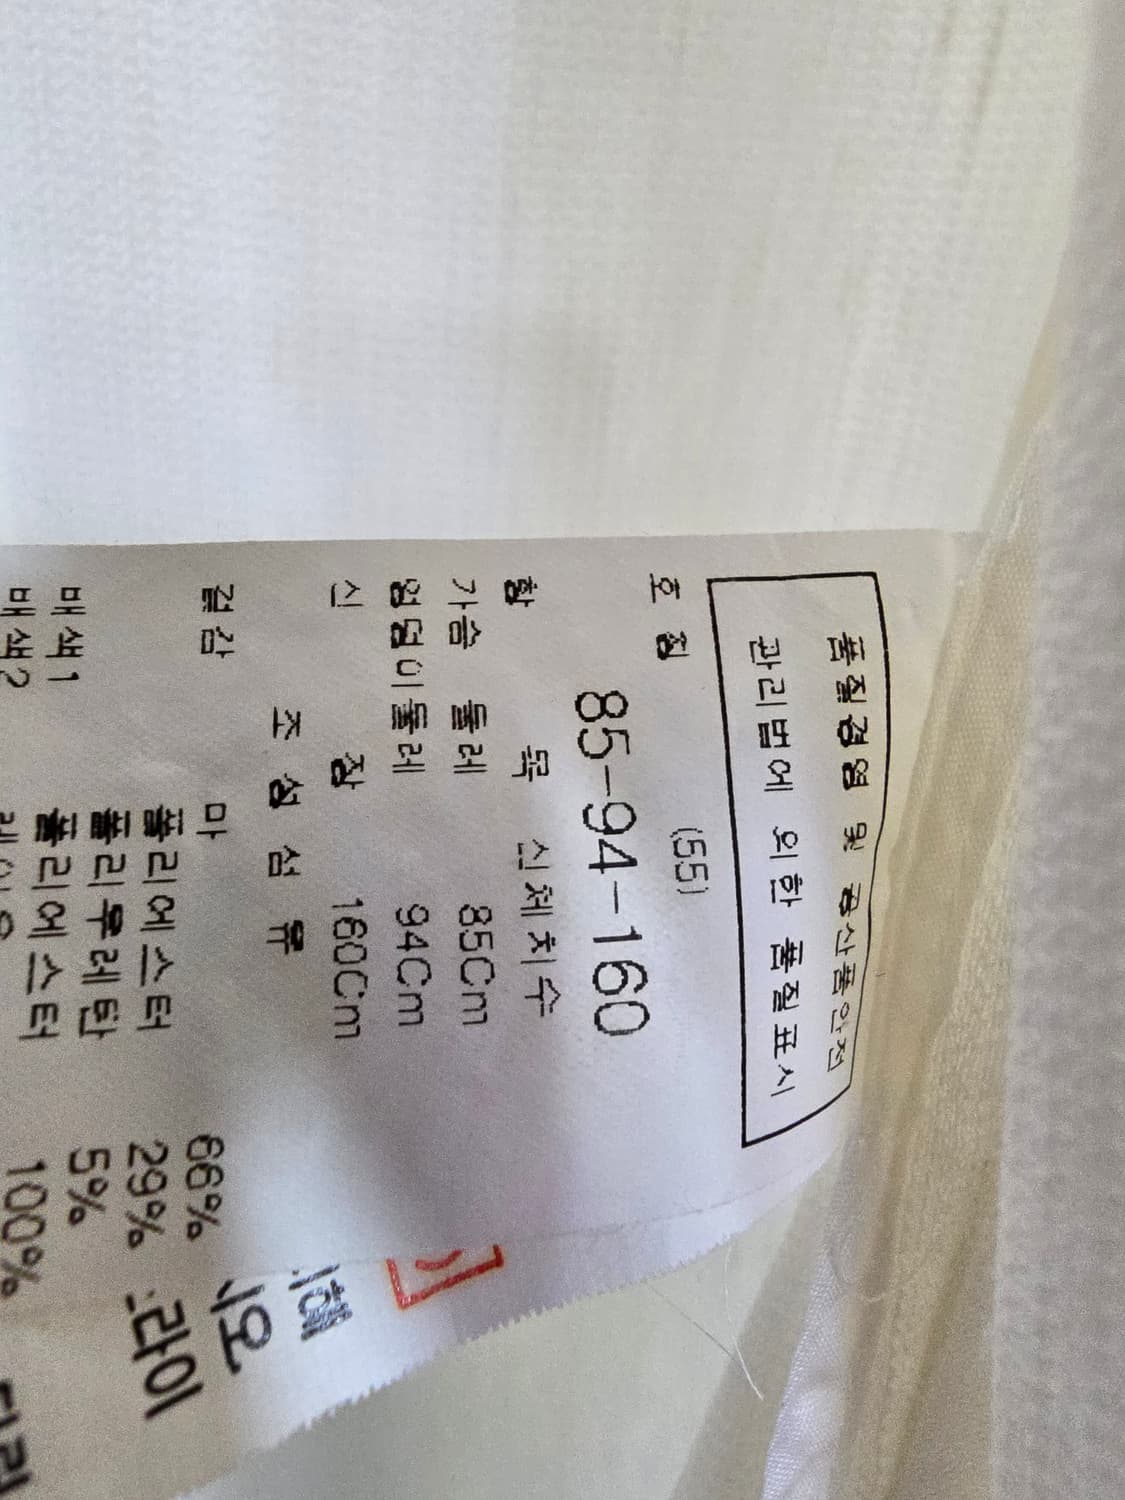 품질경영 및 공산품안전
관리법에 의한 품질표시
(55)
호칭 85-94-160
항 목 신체치수
가슴 둘레 85Cm
엉덩이둘레 94Cm
신 장 160Cm
조 성 섬 유
겉감 마 66%
폴리에스터 29%
폴리우레탄 5%
배색1 폴리에스터 100%
배색2